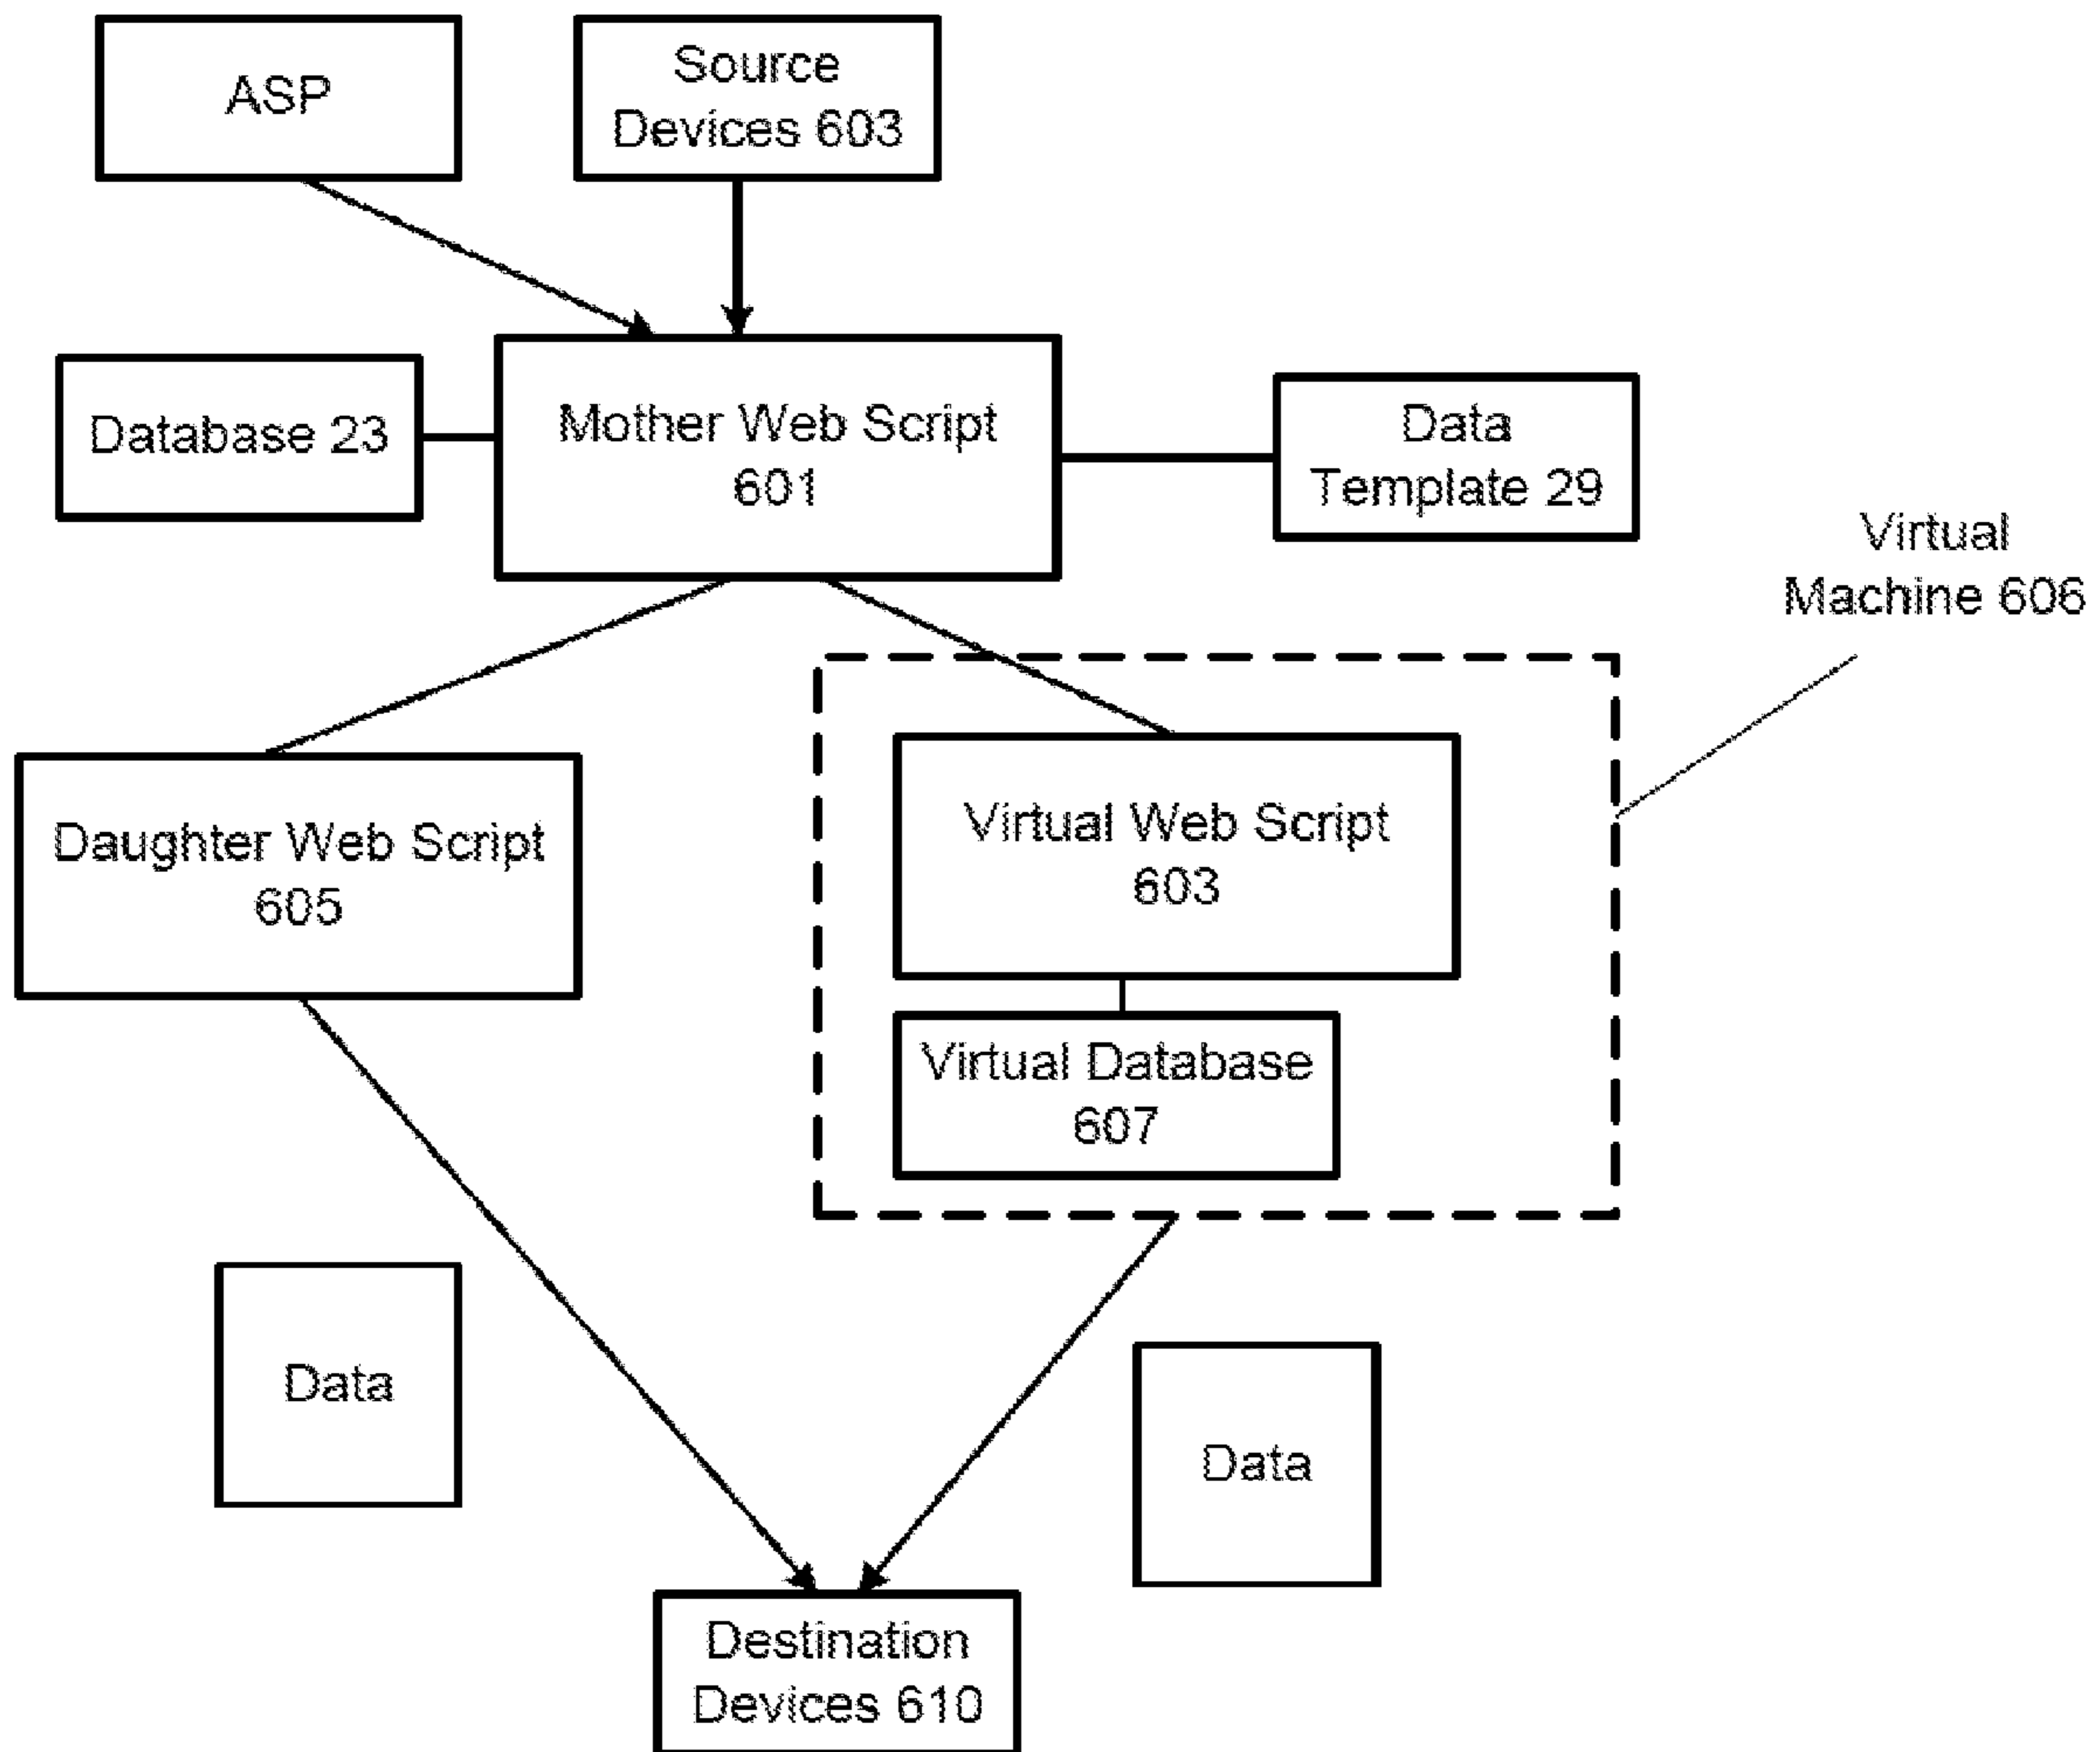 ASP
Source
Devices 603
Database 23
Mother Web Script
601
Data
Template 29
Virtual
Machine 606
Daughter Web Script
605
Virtual Web Script
603
Virtual Database
607
Data
Data
Destination
Devices 610